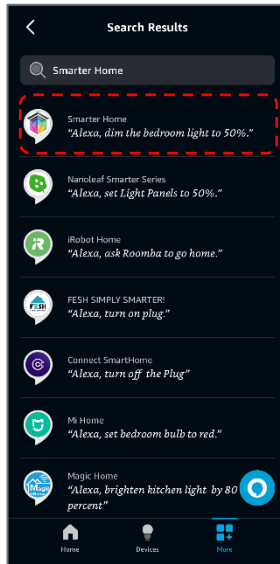 Search Results
Smarter Home
Smarter Home
“Alexa, dim the bedroom light to 50%.”
Nanoleaf Smarter Series
“Alexa, set Light Panels to 50%.”
iRobot Home
“Alexa, ask Roomba to go home.”
FESH SIMPLY SMARTER!
“Alexa, turn on plug.”
FESH
Connect SmartHome
“Alexa, turn off the Plug”
Mi Home
“Alexa, set bedroom bulb to red.”
Magic Home
“Alexa, brighten kitchen light by 80
percent”
Magic
Home
Devices
More